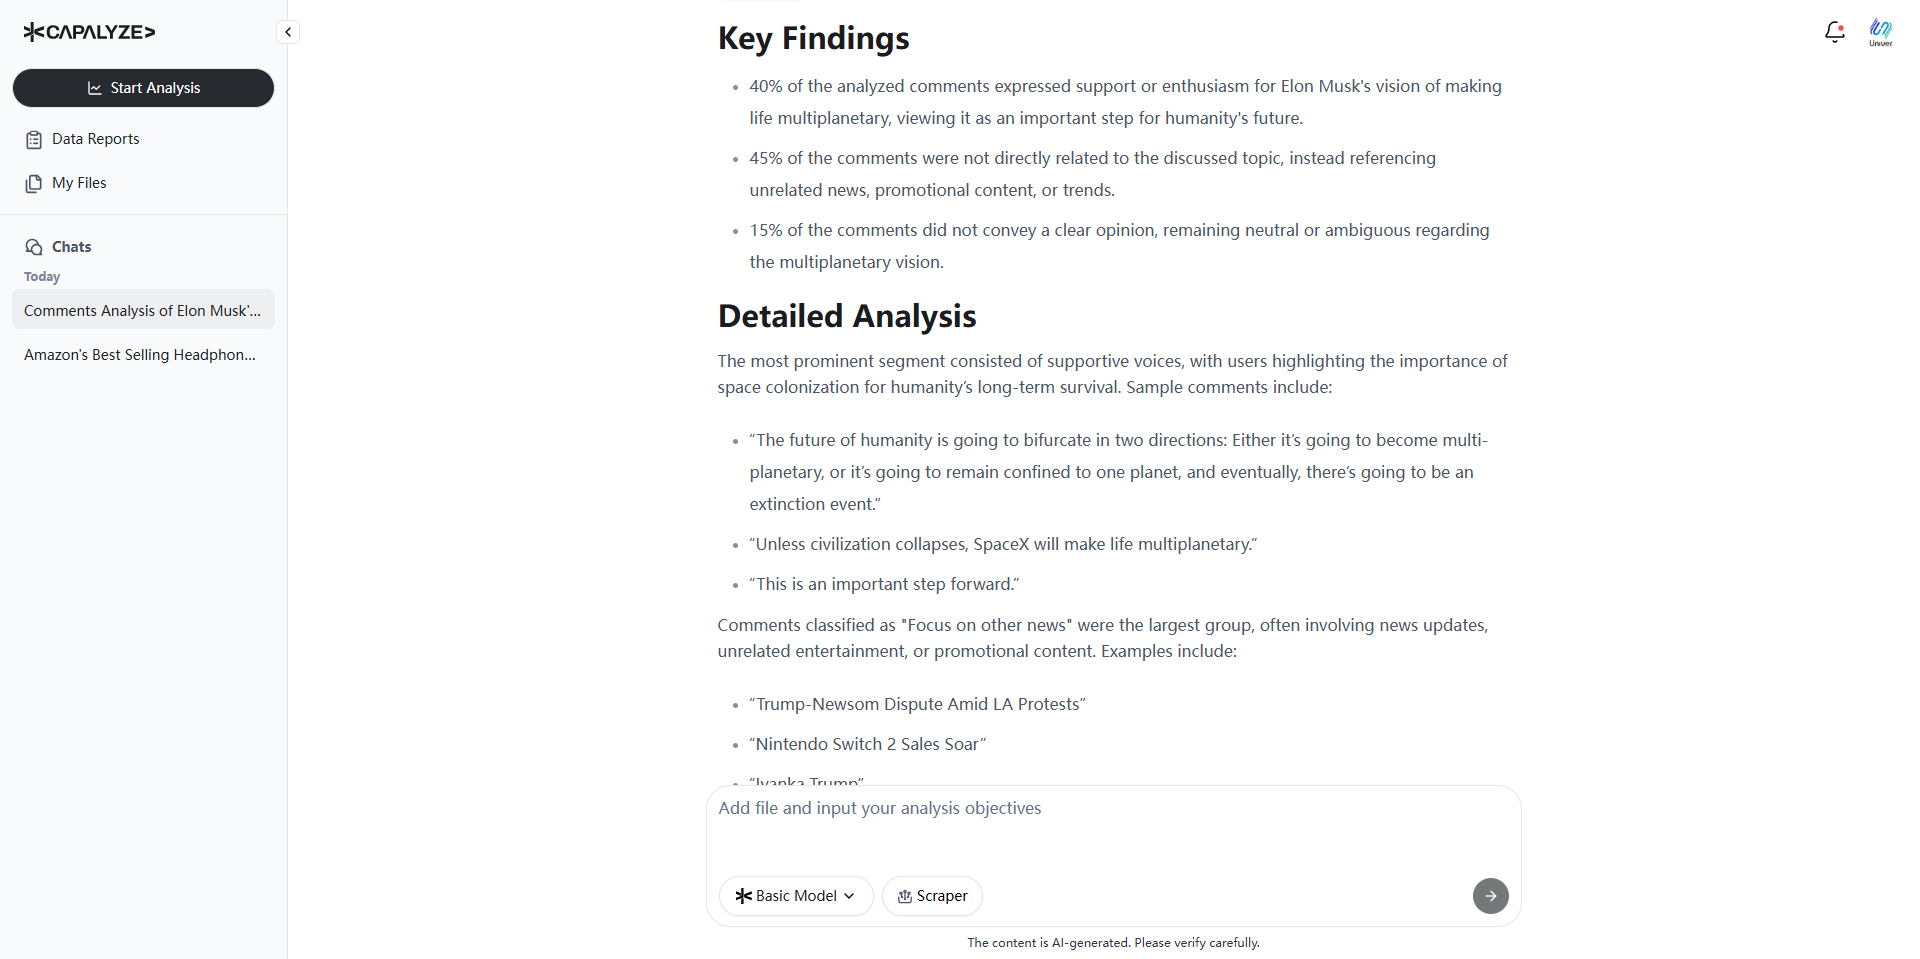 CAPALYZE
Start Analysis
Data Reports
My Files
Chats
Today
Comments Analysis of Elon Musk'...
Amazon's Best Selling Headphon...
Univer
Key Findings
40% of the analyzed comments expressed support or enthusiasm for Elon Musk's vision of making
life multiplanetary, viewing it as an important step for humanity's future.
45% of the comments were not directly related to the discussed topic, instead referencing
unrelated news, promotional content, or trends.
15% of the comments did not convey a clear opinion, remaining neutral or ambiguous regarding
the multiplanetary vision.
Detailed Analysis
The most prominent segment consisted of supportive voices, with users highlighting the importance of
space colonization for humanity’s long-term survival. Sample comments include:
“The future of humanity is going to bifurcate in two directions: Either it’s going to become multi-
planetary, or it’s going to remain confined to one planet, and eventually, there’s going to be an
extinction event.”
“Unless civilization collapses, SpaceX will make life multiplanetary.”
“This is an important step forward.”
Comments classified as "Focus on other news" were the largest group, often involving news updates,
unrelated entertainment, or promotional content. Examples include:
“Trump-Newsom Dispute Amid LA Protests”
“Nintendo Switch 2 Sales Soar”
“Ivanka Trump”
Add file and input your analysis objectives
Basic Model
Scraper
The content is AI-generated. Please verify carefully.